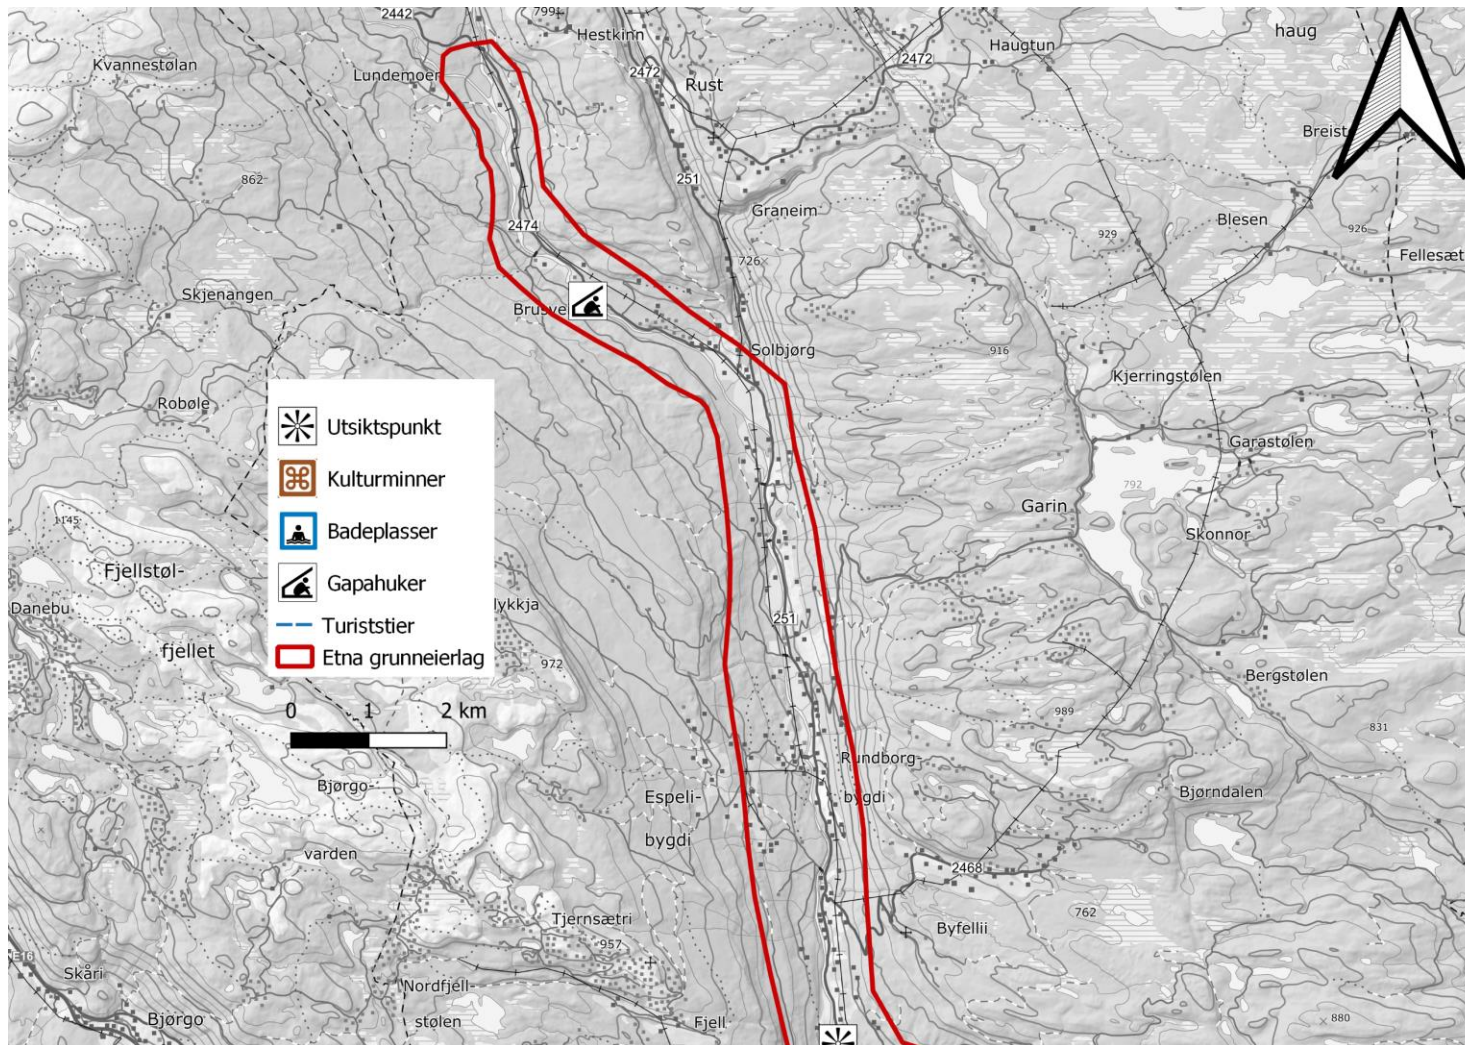 2442
799
Hestkinn
Haugtun
haug
Kvannestølan
Lundemoen
2472
2472
Rust
862
251
Graneim
Blesen
929
926
2474
Fellesæt
726
Skjenangen
Solbjørg
916
Kjerringstølen
Robøle
Garastølen
Utsiktspunkt
Kulturminner
792
Garin
1145
Skonnor
Badeplasser
Fjellstøl-
Gapahuker
Danebu
lykkja
251
Turiststier
fjellet
Etna grunneierlag
972
Bergstølen
0 1 2 km
989
831
Rundborg-
Bjørgo-
Espeli-
bygdi
Bjørndalen
bygdi
varden
2468
Tjernsætri
762
957
Byfellii
E16
Skåri
Nordfjell-
Bjørgo
stølen
Fjell
880